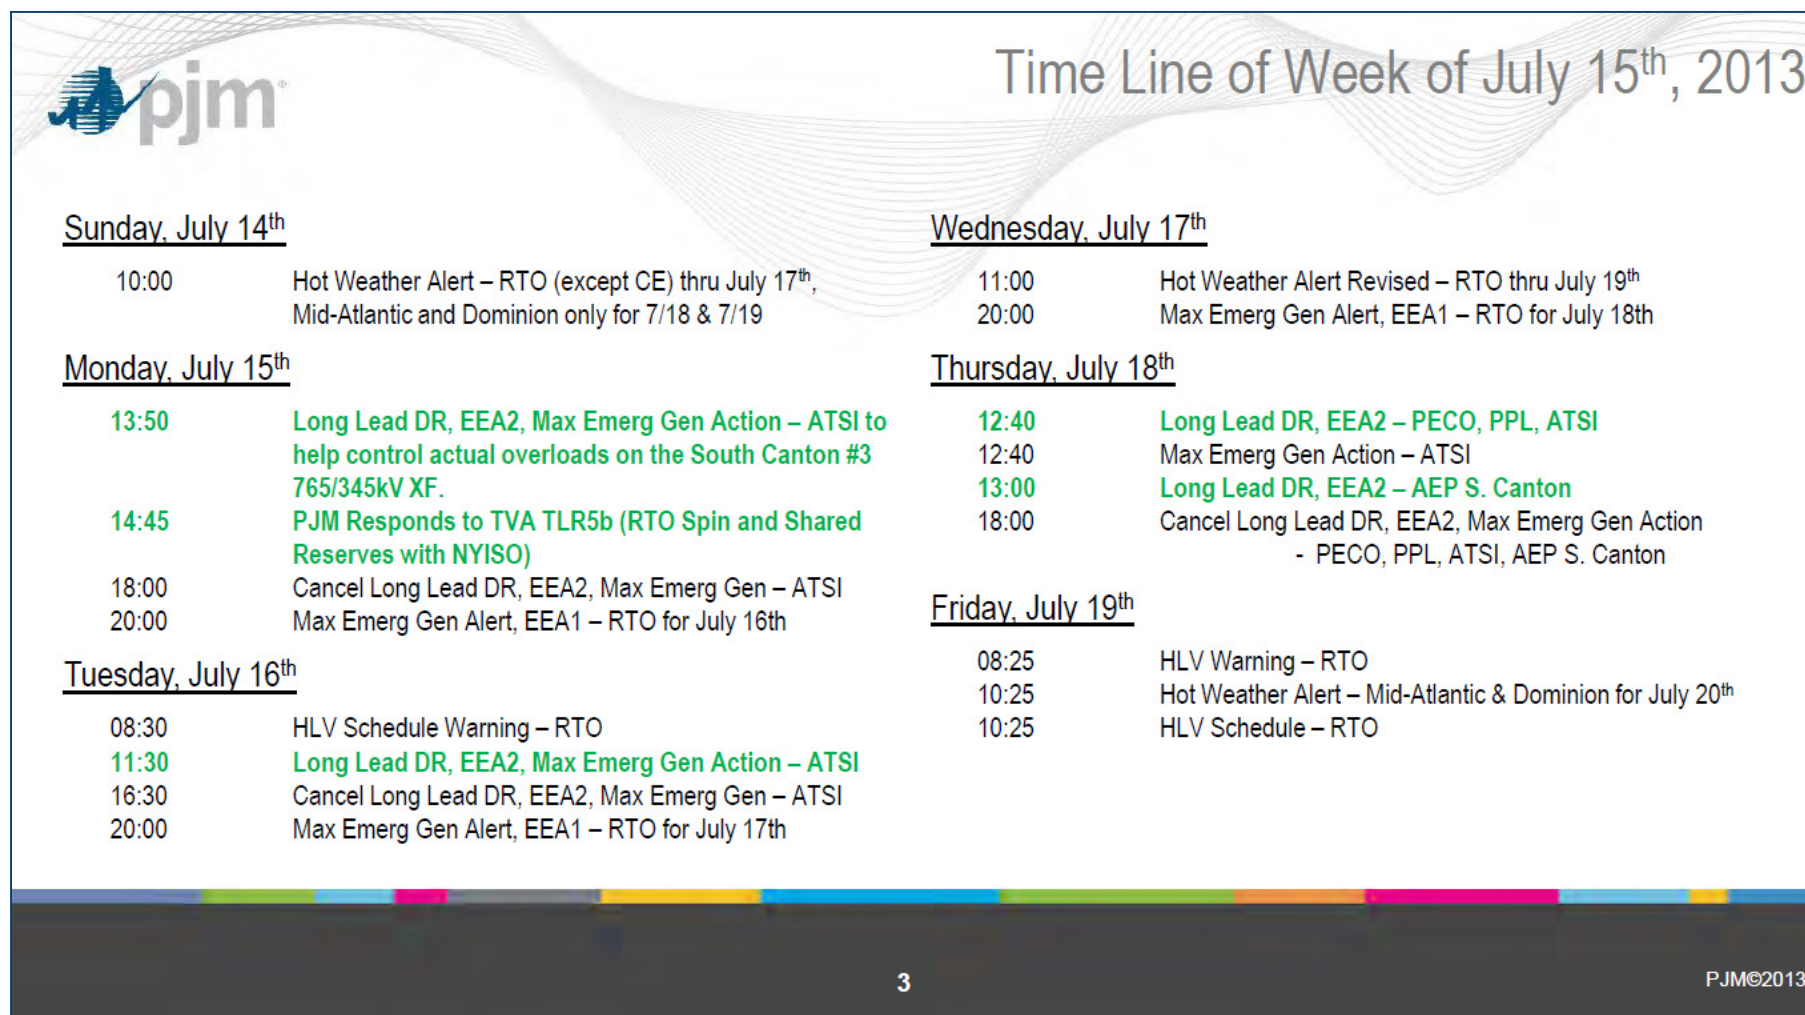 pjm®
Time Line of Week of July 15th, 2013
Sunday, July 14th
10:00 Hot Weather Alert – RTO (except CE) thru July 17th,
Mid-Atlantic and Dominion only for 7/18 & 7/19
Monday, July 15th
13:50 Long Lead DR, EEA2, Max Emerg Gen Action – ATSI to
help control actual overloads on the South Canton #3
765/345kV XF.
14:45 PJM Responds to TVA TLR5b (RTO Spin and Shared
Reserves with NYISO)
18:00 Cancel Long Lead DR, EEA2, Max Emerg Gen – ATSI
20:00 Max Emerg Gen Alert, EEA1 – RTO for July 16th
Tuesday, July 16th
08:30 HLV Schedule Warning – RTO
11:30 Long Lead DR, EEA2, Max Emerg Gen Action – ATSI
16:30 Cancel Long Lead DR, EEA2, Max Emerg Gen – ATSI
20:00 Max Emerg Gen Alert, EEA1 – RTO for July 17th
Wednesday, July 17th
11:00 Hot Weather Alert Revised – RTO thru July 19th
20:00 Max Emerg Gen Alert, EEA1 – RTO for July 18th
Thursday, July 18th
12:40 Long Lead DR, EEA2 – PECO, PPL, ATSI
12:40 Max Emerg Gen Action – ATSI
13:00 Long Lead DR, EEA2 – AEP S. Canton
18:00 Cancel Long Lead DR, EEA2, Max Emerg Gen Action
- PECO, PPL, ATSI, AEP S. Canton
Friday, July 19th
08:25 HLV Warning – RTO
10:25 Hot Weather Alert – Mid-Atlantic & Dominion for July 20th
10:25 HLV Schedule – RTO
3
PJM©2013